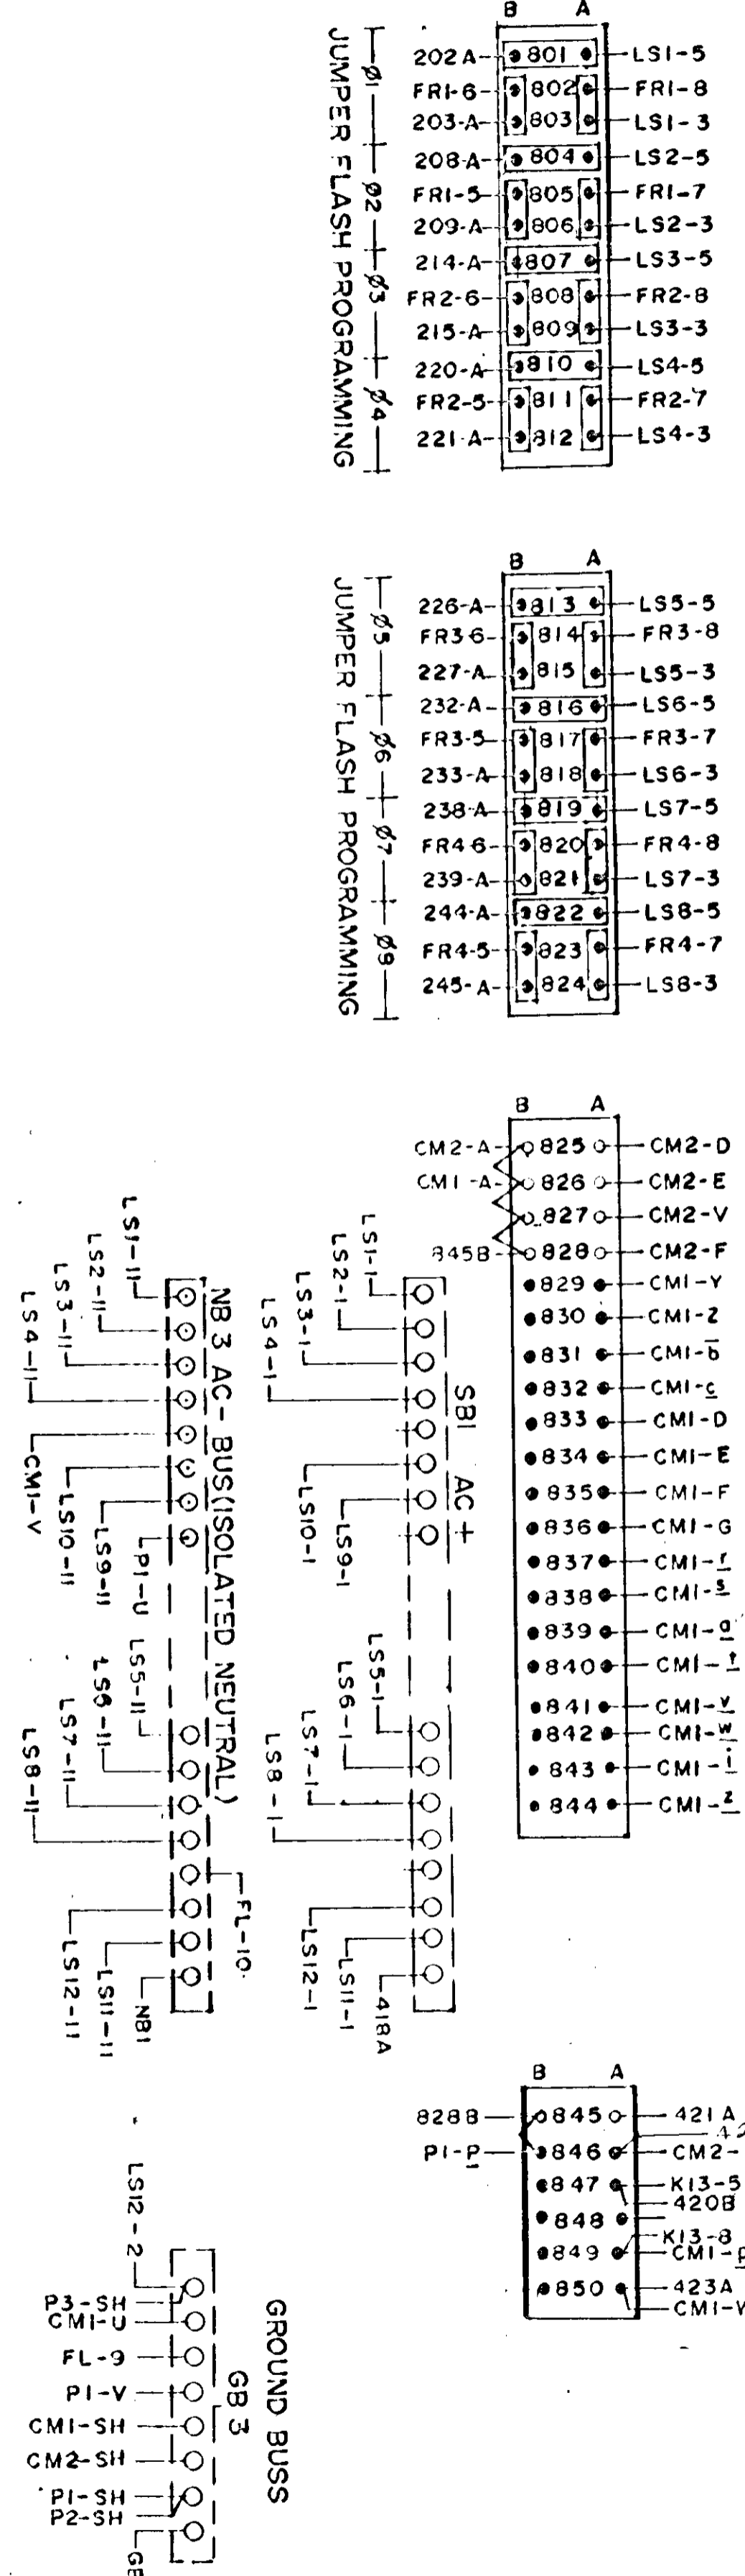 B A
202A 801 LS1-5
FR1-6 802 FR1-8
203-A 803 LS1-3
208-A 804 LS2-5
FR1-5 805 FR1-7
209-A 806 LS2-3
214-A 807 LS3-5
FR2-6 808 FR2-8
215-A 809 LS3-3
220-A 810 LS4-5
FR2-5 811 FR2-7
221-A 812 LS4-3
Ø1
Ø2
Ø3
Ø4
JUMPER FLASH PROGRAMMING
B A
226-A 813 LS5-5
FR3-6 814 FR3-8
227-A 815 LS5-3
232-A 816 LS6-5
FR3-5 817 FR3-7
233-A 818 LS6-3
238-A 819 LS7-5
FR4-6 820 FR4-8
239-A 821 LS7-3
244-A 822 LS8-5
FR4-5 823 FR4-7
245-A 824 LS8-3
Ø5
Ø6
Ø7
JUMPER FLASH PROGRAMMING
B A
CM2-A 825 CM2-D
CM1-A 826 CM2-E
827 CM2-V
845B 828 CM2-F
829 CM1-Y
830 CM1-Z
831 CM1-b
832 CM1-c
833 CM1-D
834 CM1-E
835 CM1-F
836 CM1-G
837 CM1-r
838 CM1-s
839 CM1-a
840 CM1-t
841 CM1-v
842 CM1-w
843 CM1-i
844 CM1-z
SB1 AC+
LS1-1
LS2-1
LS3-1
LS4-1
LS10-1
LS9-1
LS5-1
LS6-1
LS7-1
LS8-1
LS12-1
LS11-1
418A
NB3 AC- BUS(ISOLATED NEUTRAL)
LS1-11
LS2-11
LS3-11
LS4-11
CM1-V
LS10-11
LS9-11
P1-U
LS5-11
LS6-11
LS7-11
LS8-11
FL-10
LS12-11
LS11-11
NB1
B A
828B 845 421A
P1-P 846 CM2-
847 K13-5
420B
848
K13-8
849 CM1-p
850 423A
CM1-W
GROUND BUSS
GB3
LS12-2
P3-SH
CM1-U
FL-9
P1-V
CM1-SH
CM2-SH
P1-SH
P2-SH